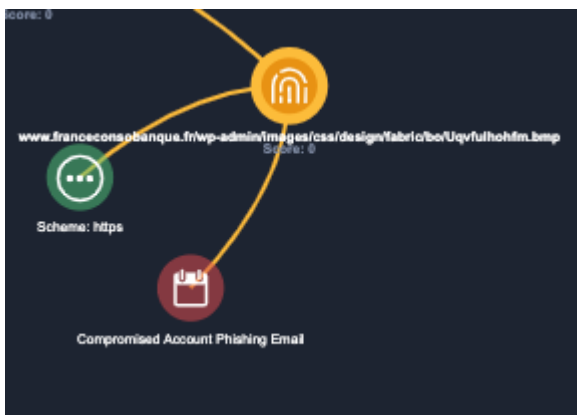 Score: 0
www.franceconsobanque.fr/wp-admin/images/css/design/fabric/bo/Uqvfulhohfm.bmp
Score: 0
Scheme: https
Compromised Account Phishing Email